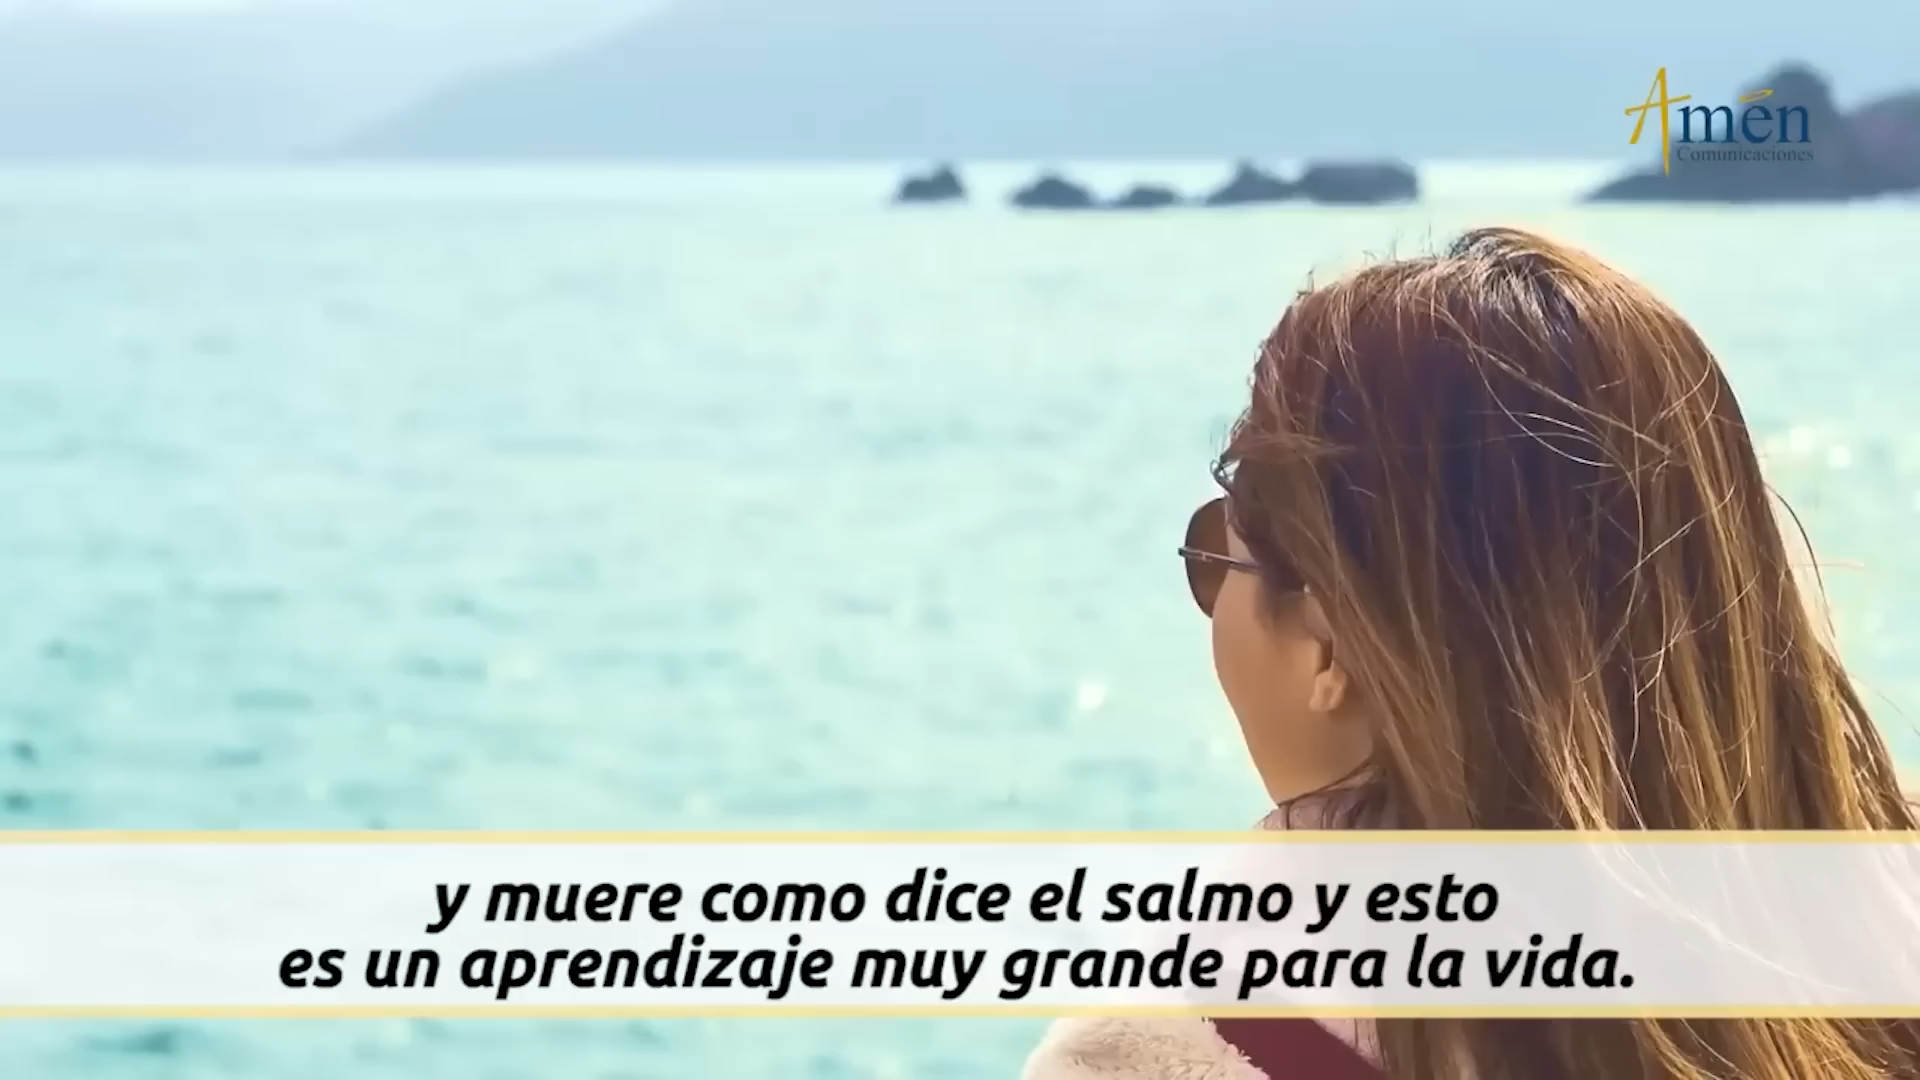 Amén
Comunicaciones
y muere como dice el salmo y esto
es un aprendizaje muy grande para la vida.